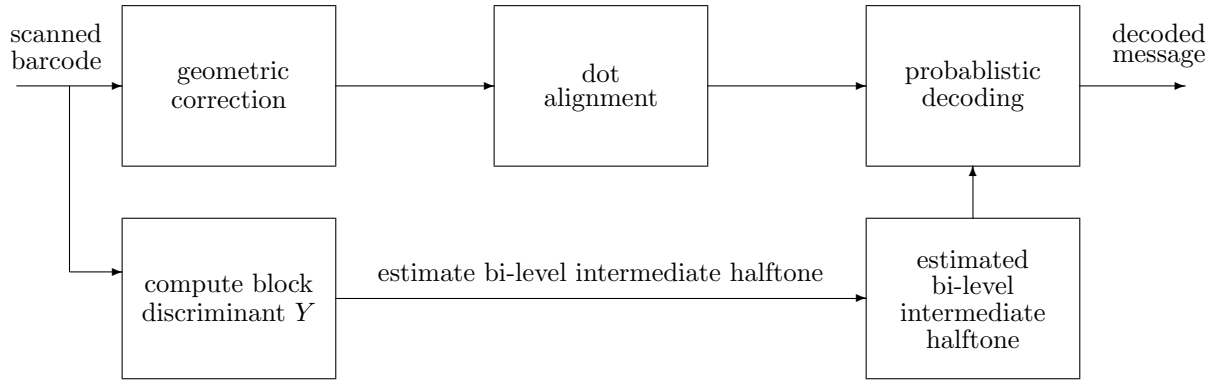 scanned
barcode
geometric
correction
dot
alignment
probablistic
decoding
decoded
message
compute block
discriminant Y
estimate bi-level intermediate halftone
estimated
bi-level
intermediate
halftone